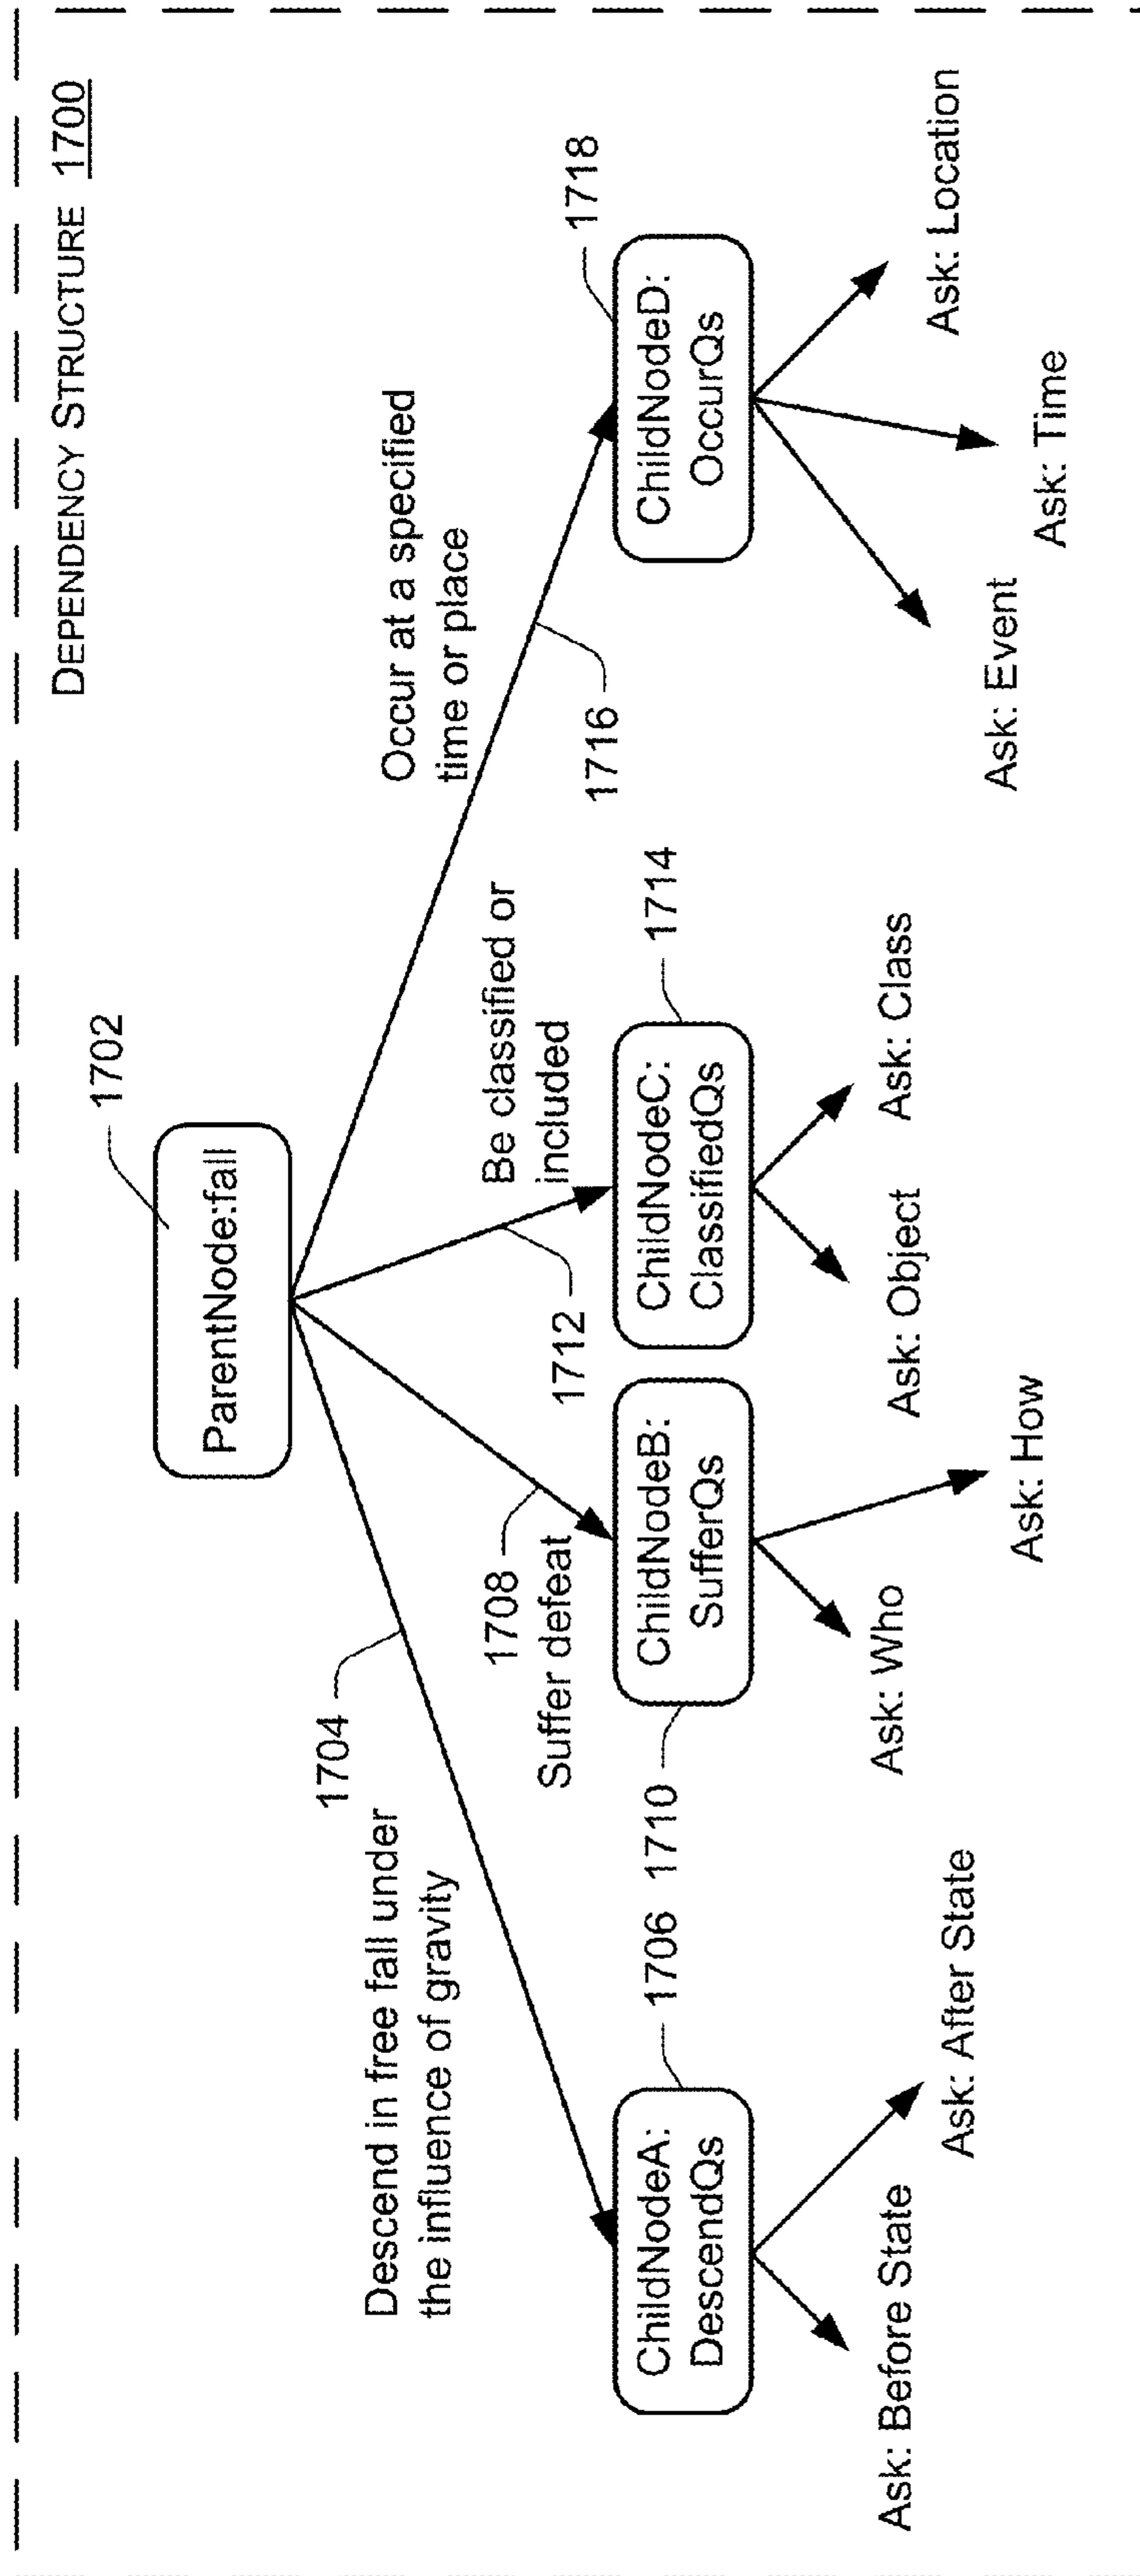 DEPENDENCY STRUCTURE 1700
1702
ParentNode:fall
1704
Descend in free fall under
the influence of gravity
1708
Suffer defeat
1712
Be classified or
included
Occur at a specified
time or place
1716
1706
ChildNodeA:
DescendQs
1710
ChildNodeB:
SufferQs
1714
ChildNodeC:
ClassifiedQs
1718
ChildNodeD:
OccurQs
Ask: Before State
Ask: After State
Ask: Who
Ask: How
Ask: Object
Ask: Class
Ask: Event
Ask: Time
Ask: Location